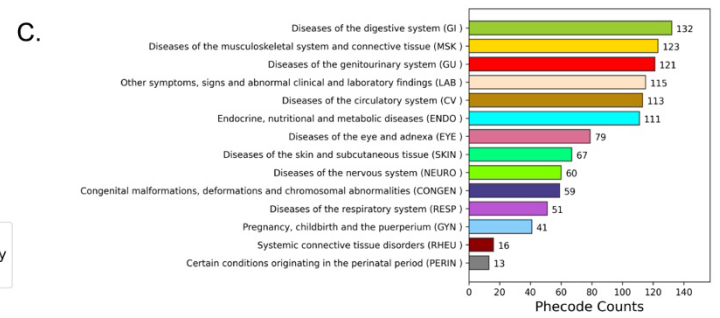 C.
Diseases of the digestive system (GI ) 132
Diseases of the musculoskeletal system and connective tissue (MSK ) 123
Diseases of the genitourinary system (GU ) 121
Other symptoms, signs and abnormal clinical and laboratory findings (LAB ) 115
Diseases of the circulatory system (CV ) 113
Endocrine, nutritional and metabolic diseases (ENDO ) 111
Diseases of the eye and adnexa (EYE ) 79
Diseases of the skin and subcutaneous tissue (SKIN ) 67
Diseases of the nervous system (NEURO ) 60
Congenital malformations, deformations and chromosomal abnormalities (CONGEN ) 59
Diseases of the respiratory system (RESP ) 51
Pregnancy, childbirth and the puerperium (GYN ) 41
y
Systemic connective tissue disorders (RHEU ) 16
Certain conditions originating in the perinatal period (PERIN ) 13
0 20 40 60 80 100 120 140
Phecode Counts